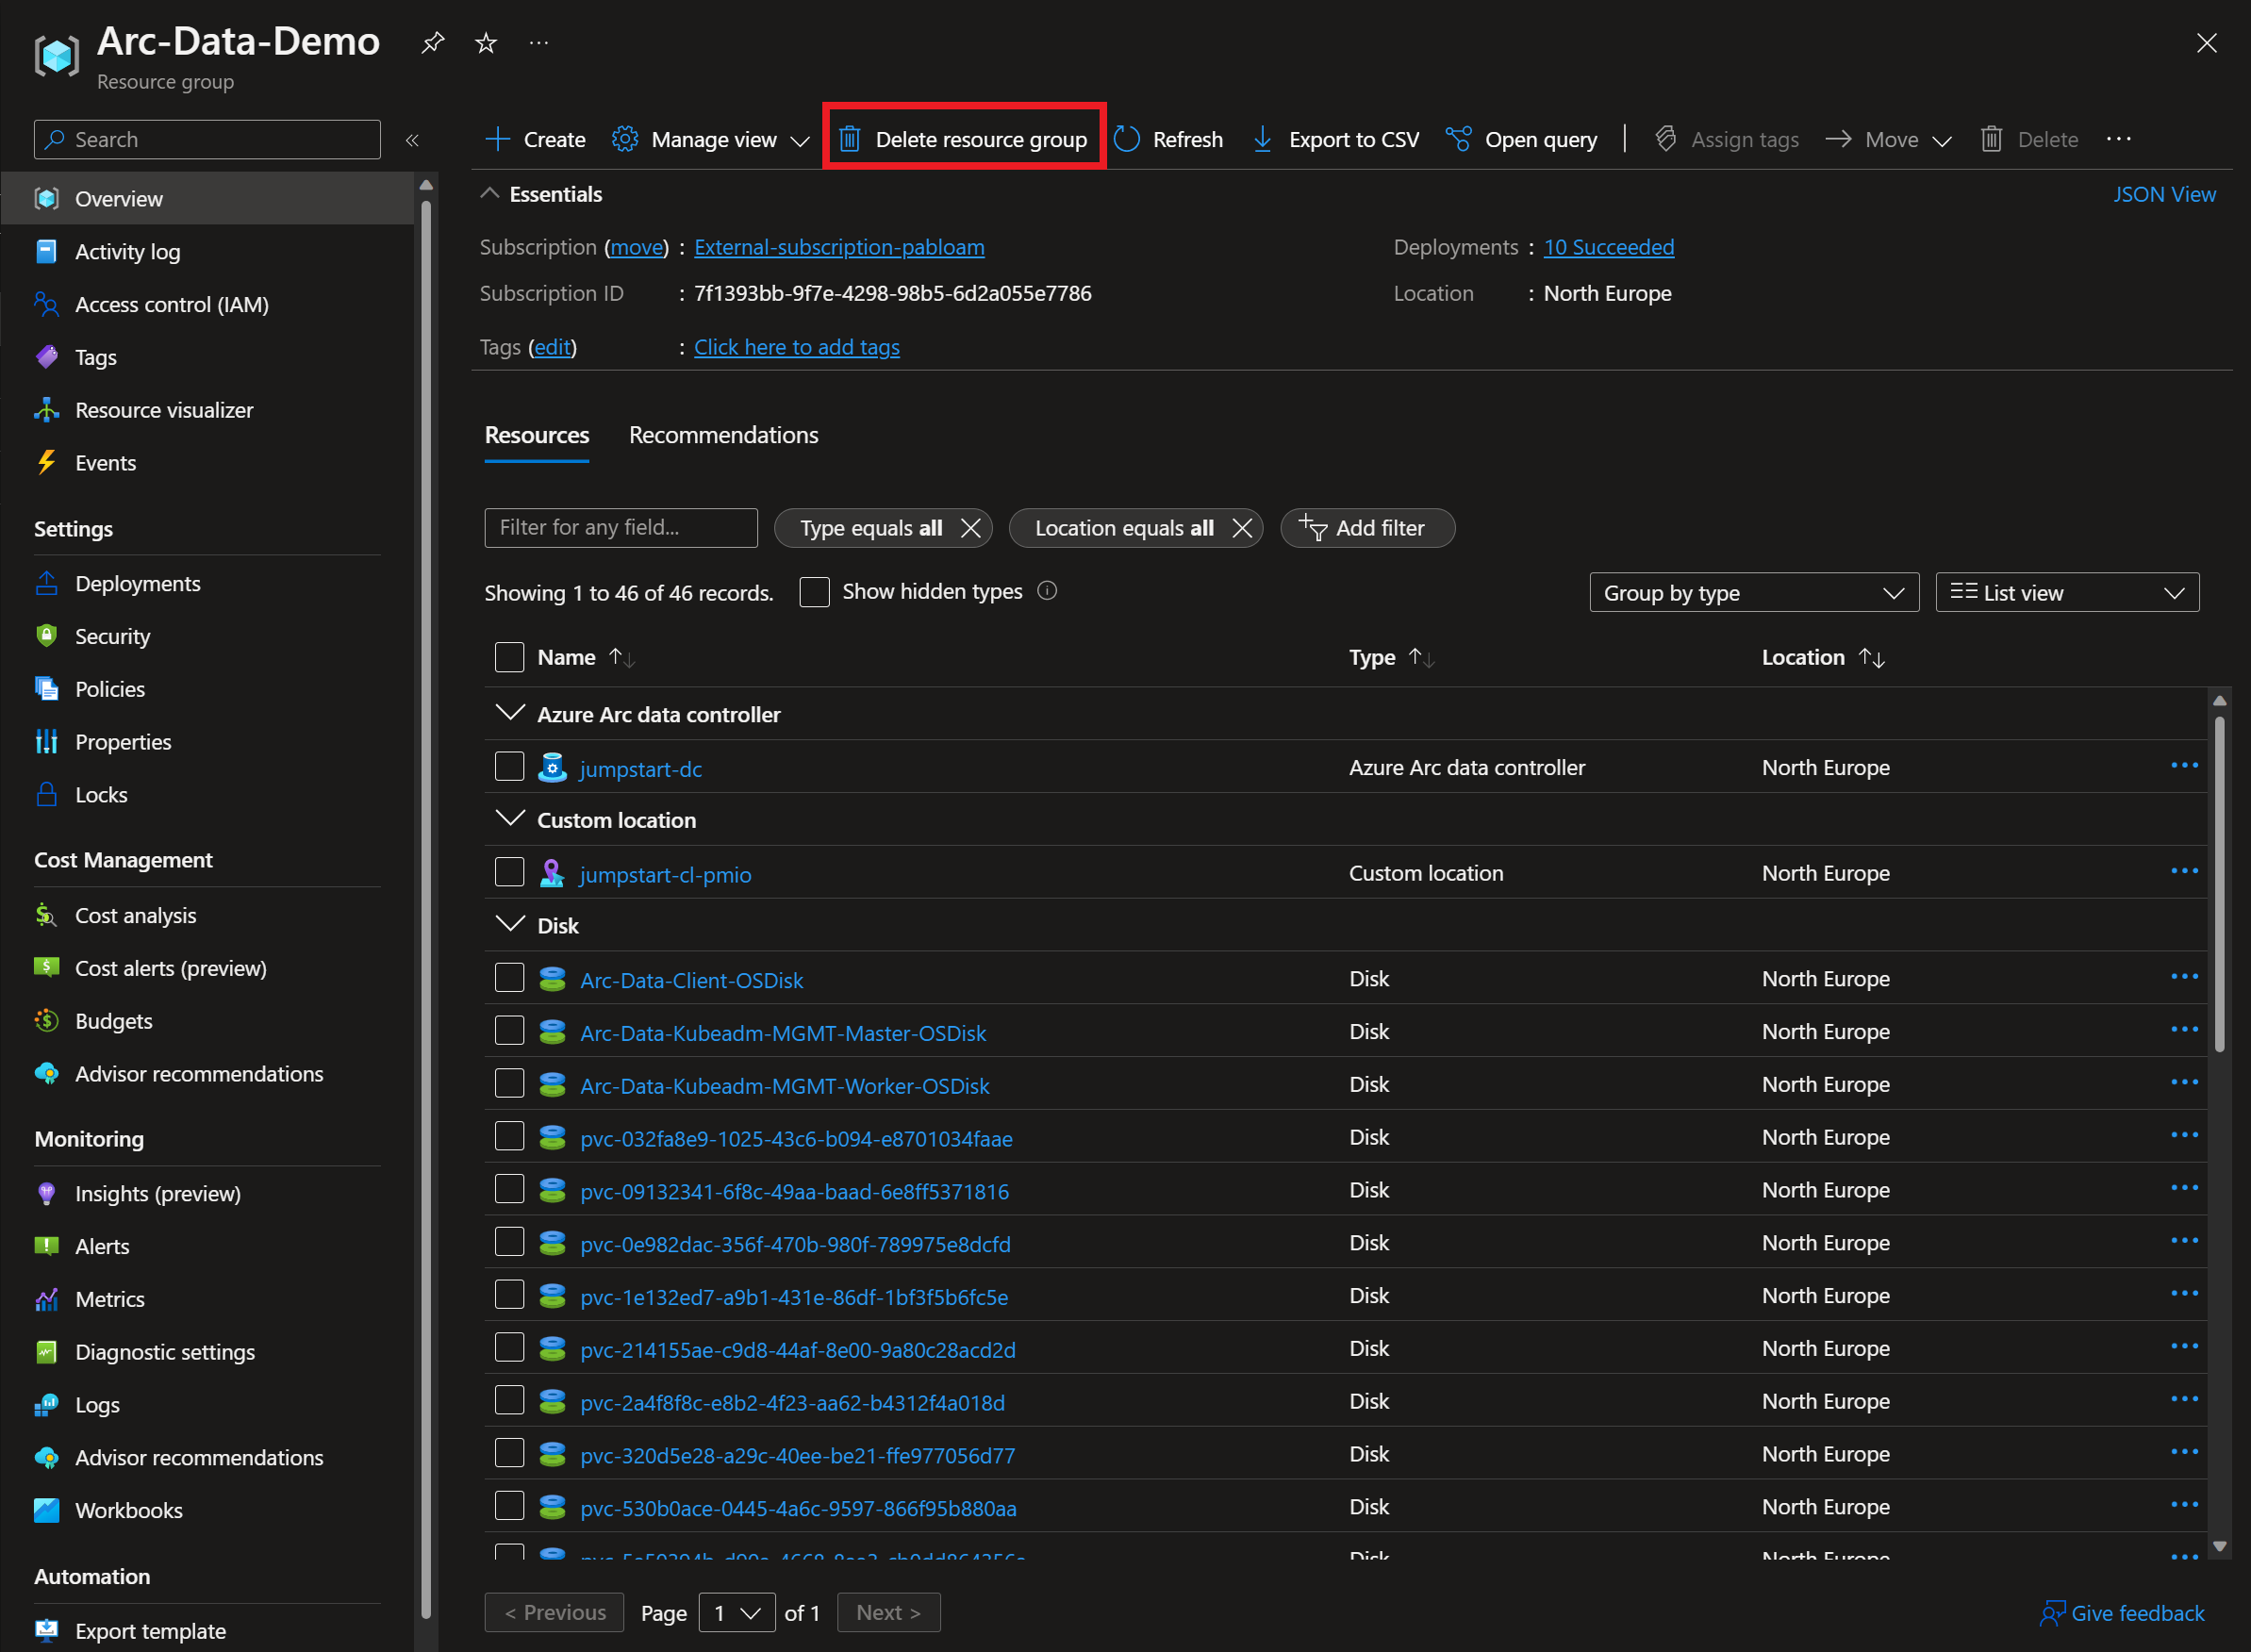 Arc-Data-Demo
Resource group
Search
Overview
Activity log
Access control (IAM)
Tags
Resource visualizer
Events
Settings
Deployments
Security
Policies
Properties
Locks
Cost Management
Cost analysis
Cost alerts (preview)
Budgets
Advisor recommendations
Monitoring
Insights (preview)
Alerts
Metrics
Diagnostic settings
Logs
Advisor recommendations
Workbooks
Automation
Export template
Create Manage view Delete resource group Refresh Export to CSV Open query Assign tags Move Delete
Essentials JSON View
Subscription (move) : External-subscription-pabloam Deployments : 10 Succeeded
Subscription ID : 7f1393bb-9f7e-4298-98b5-6d2a055e7786 Location : North Europe
Tags (edit) : Click here to add tags
Resources Recommendations
Filter for any field... Type equals all Location equals all Add filter
Showing 1 to 46 of 46 records. Show hidden types Group by type List view
Name Type Location
Azure Arc data controller
jumpstart-dc Azure Arc data controller North Europe
Custom location
jumpstart-cl-pmio Custom location North Europe
Disk
Arc-Data-Client-OSDisk Disk North Europe
Arc-Data-Kubeadm-MGMT-Master-OSDisk Disk North Europe
Arc-Data-Kubeadm-MGMT-Worker-OSDisk Disk North Europe
pvc-032fa8e9-1025-43c6-b094-e8701034faae Disk North Europe
pvc-09132341-6f8c-49aa-baad-6e8ff5371816 Disk North Europe
pvc-0e982dac-356f-470b-980f-789975e8dcfd Disk North Europe
pvc-1e132ed7-a9b1-431e-86df-1bf3f5b6fc5e Disk North Europe
pvc-214155ae-c9d8-44af-8e00-9a80c28acd2d Disk North Europe
pvc-2a4f8f8c-e8b2-4f23-aa62-b4312f4a018d Disk North Europe
pvc-320d5e28-a29c-40ee-be21-ffe977056d77 Disk North Europe
pvc-530b0ace-0445-4a6c-9597-866f95b880aa Disk North Europe
Disk North Europe
< Previous Page 1 of 1 Next > Give feedback